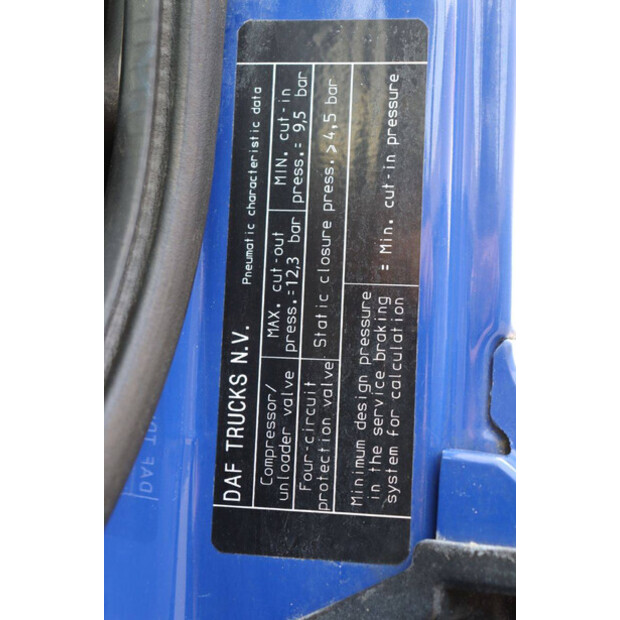 DAF TRUCKS N.V. Pneumatic characteristic data
Compressor/ MAX. cut-out MIN. cut-in
unloader valve press.=12,3 bar press.= 9,5 bar
Four-circuit
protection valve Static closure press. > 4,5 bar
Minimum design pressure
in the service braking = Min. cut-in pressure
system for calculation